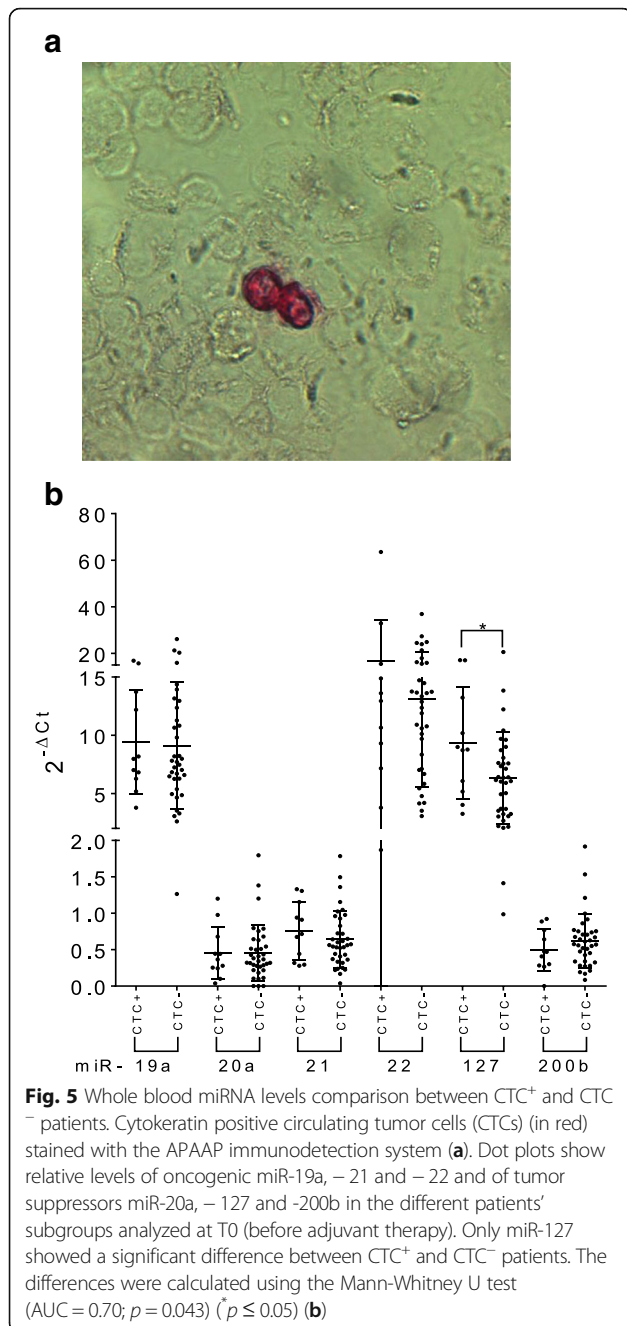 a
b
80
60
40
20
15
10
5
2.0
1.5
1.0
0.5
0.0
2^-ΔCt
*
CTC+ CTC- CTC+ CTC- CTC+ CTC- CTC+ CTC- CTC+ CTC- CTC+ CTC-
miR- 19a 20a 21 22 127 200b
Fig. 5 Whole blood miRNA levels comparison between CTC+ and CTC
− patients. Cytokeratin positive circulating tumor cells (CTCs) (in red)
stained with the APAAP immunodetection system (a). Dot plots show
relative levels of oncogenic miR-19a, − 21 and − 22 and of tumor
suppressors miR-20a, − 127 and -200b in the different patients’
subgroups analyzed at T0 (before adjuvant therapy). Only miR-127
showed a significant difference between CTC+ and CTC− patients. The
differences were calculated using the Mann-Whitney U test
(AUC = 0.70; p = 0.043) (*p ≤ 0.05) (b)